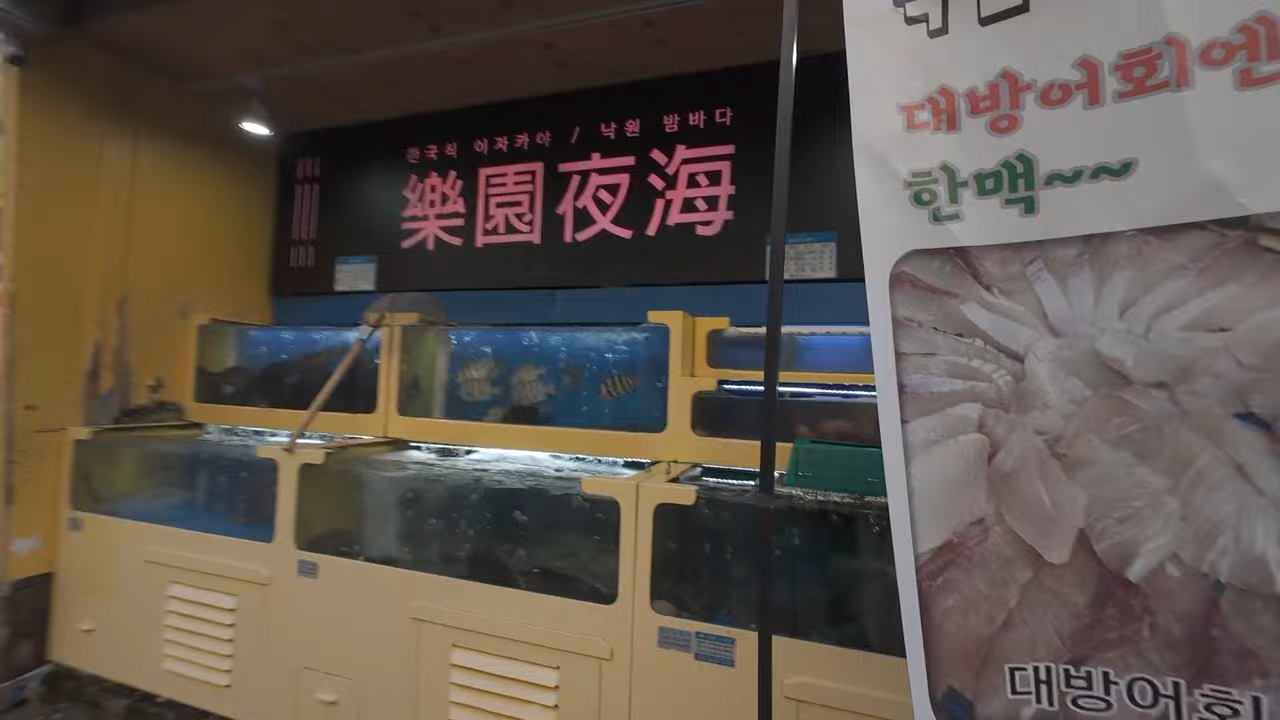 한국식 이자카야 / 낙원 밤바다
樂園夜海
대방어회엔
한맥~~
대방어회